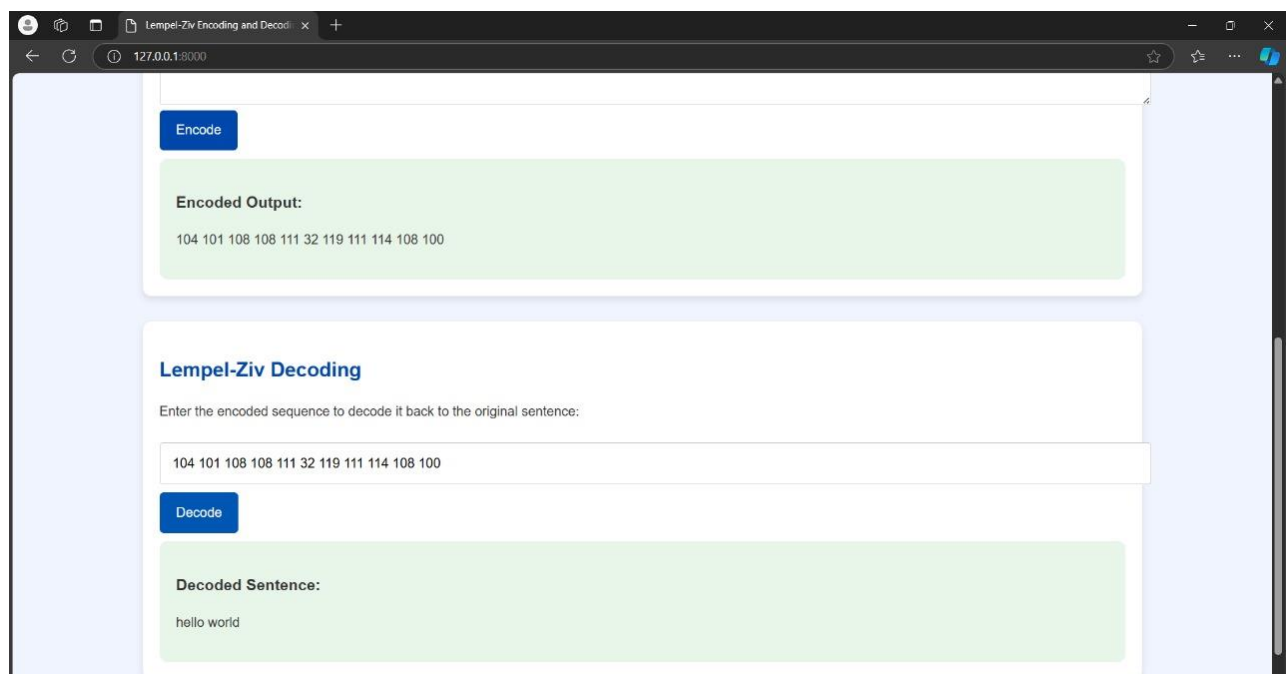 Lempel-Ziv Encoding and Decodi
127.0.0.1:8000
Encode
Encoded Output:
104 101 108 108 111 32 119 111 114 108 100
Lempel-Ziv Decoding
Enter the encoded sequence to decode it back to the original sentence:
104 101 108 108 111 32 119 111 114 108 100
Decode
Decoded Sentence:
hello world